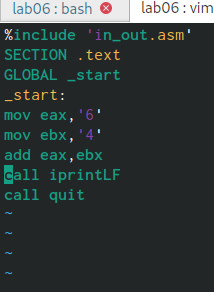 lab06 : bash
lab06 : vim
%include 'in_out.asm'
SECTION .text
GLOBAL _start
_start:
mov eax,'6'
mov ebx,'4'
add eax,ebx
call iprintLF
call quit
~
~
~
~